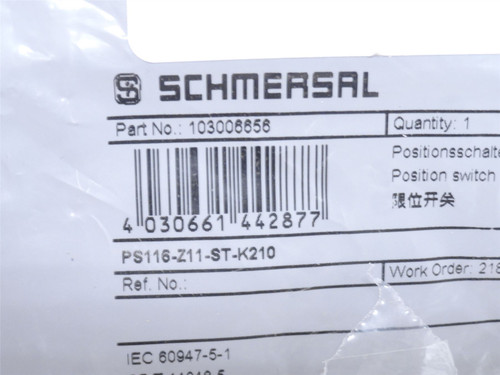 SCHMERSAL
Part No.: 103006656
Quantity: 1
Positionsschalte
Position switch
限位开关
4 030661 442877
PS116-Z11-ST-K210
Ref. No.:
Work Order: 218
IEC 60947-5-1